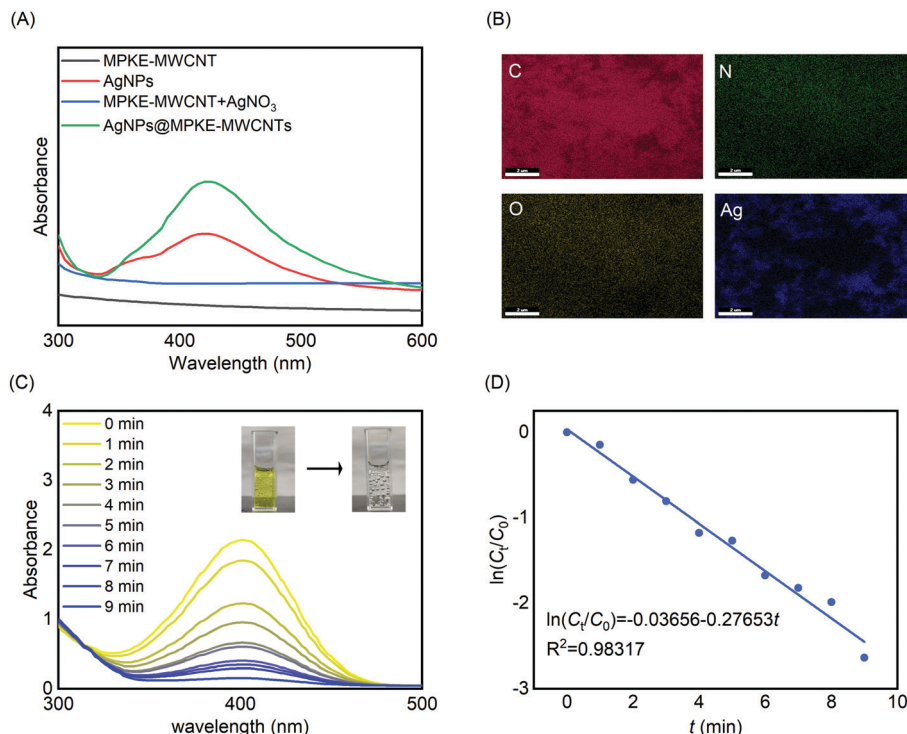 (A)
MPKE-MWCNT
AgNPs
MPKE-MWCNT+AgNO₃
AgNPs@MPKE-MWCNTs
Absorbance
300
400
500
600
Wavelength (nm)
(B)
C
2 um
N
2 um
O
2 um
Ag
2 um
(C)
4
3
2
1
0
Absorbance
0 min
1 min
2 min
3 min
4 min
5 min
6 min
7 min
8 min
9 min
300
400
500
wavelength (nm)
(D)
0
-1
-2
-3
ln(Cₜ/C₀)
ln(Cₜ/C₀)=-0.03656-0.27653t
R²=0.98317
0
2
4
6
8
10
t (min)